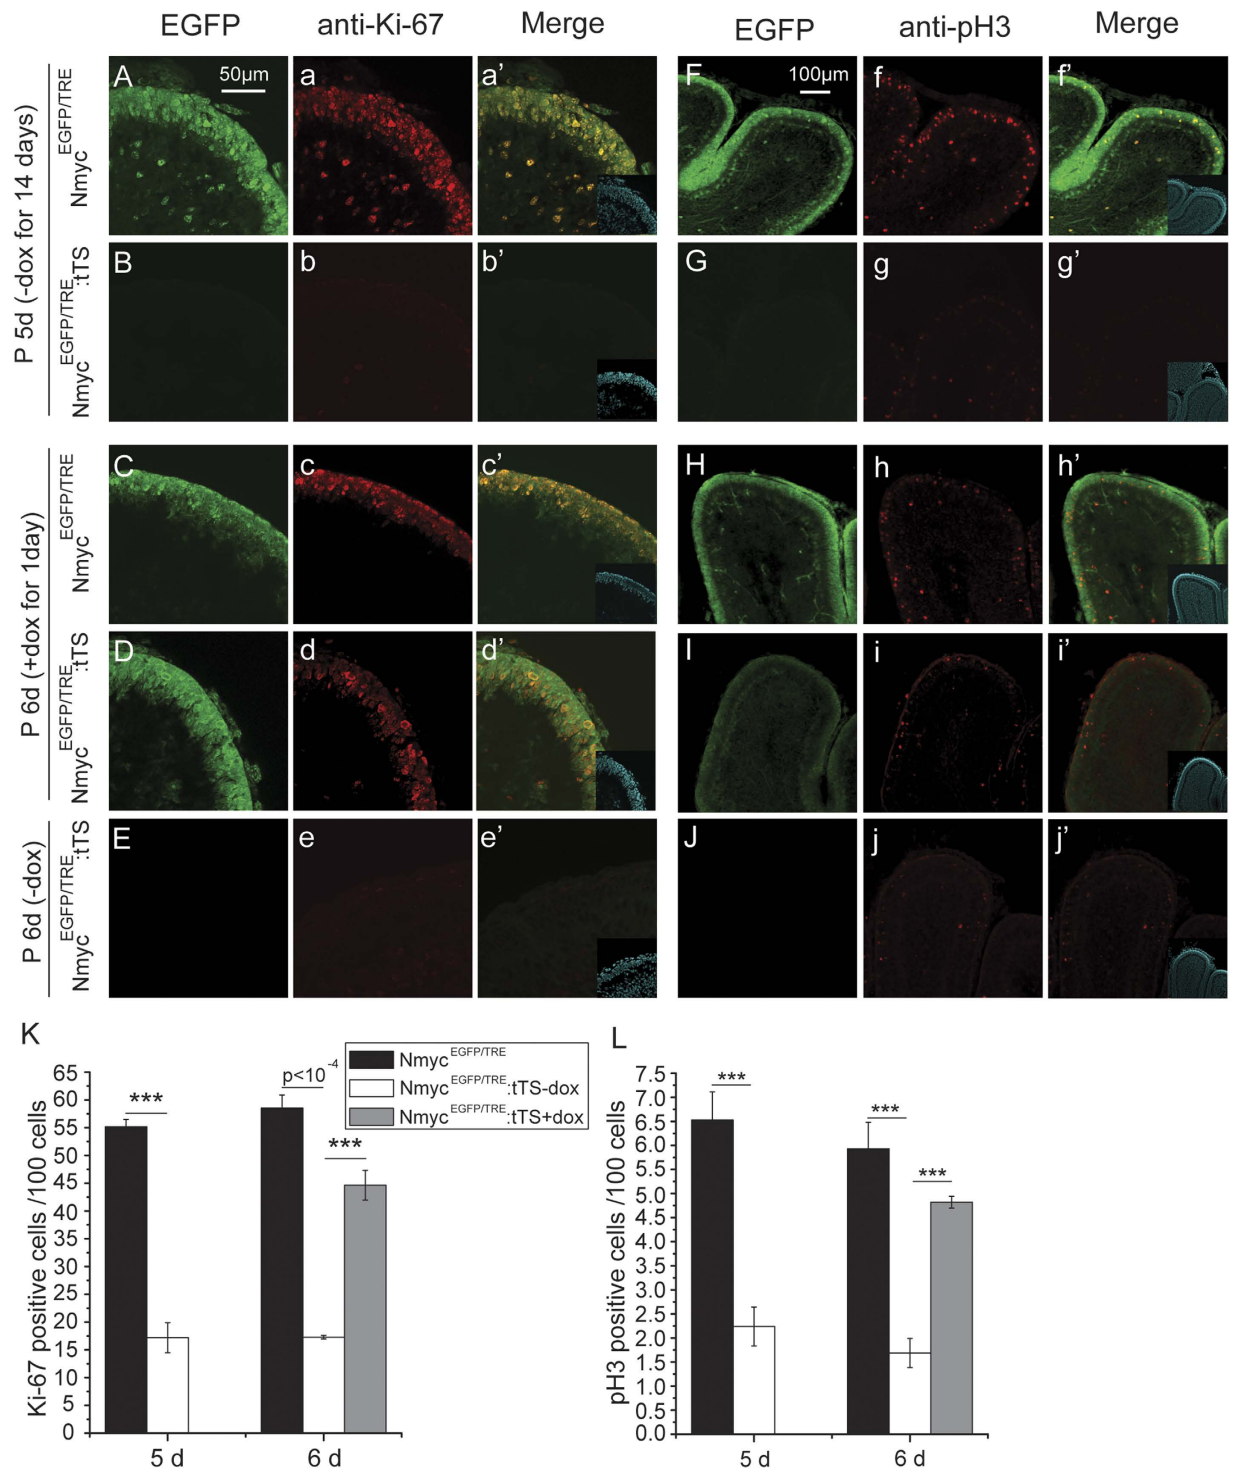 EGFP anti-Ki-67 Merge EGFP anti-pH3 Merge
P 5d (-dox for 14 days)
Nmyc EGFP/TRE
A 50μm a a' F 100μm f f'
Nmyc EGFP/TRE:tTS
B b b' G g g'
P 6d (+dox for 1day)
Nmyc EGFP/TRE
C c c' H h h'
Nmyc EGFP/TRE:tTS
D d d' I i i'
P 6d (-dox)
Nmyc EGFP/TRE:tTS
E e e' J j j'
K
Ki-67 positive cells /100 cells
65
60
55
50
45
40
35
30
25
20
15
10
5
0
***
p<10 -4
***
5 d 6 d
Nmyc EGFP/TRE
Nmyc EGFP/TRE:tTS-dox
Nmyc EGFP/TRE:tTS+dox
L
pH3 positive cells /100 cells
7.5
7.0
6.5
6.0
5.5
5.0
4.5
4.0
3.5
3.0
2.5
2.0
1.5
1.0
0.5
0.0
***
***
***
5 d 6 d